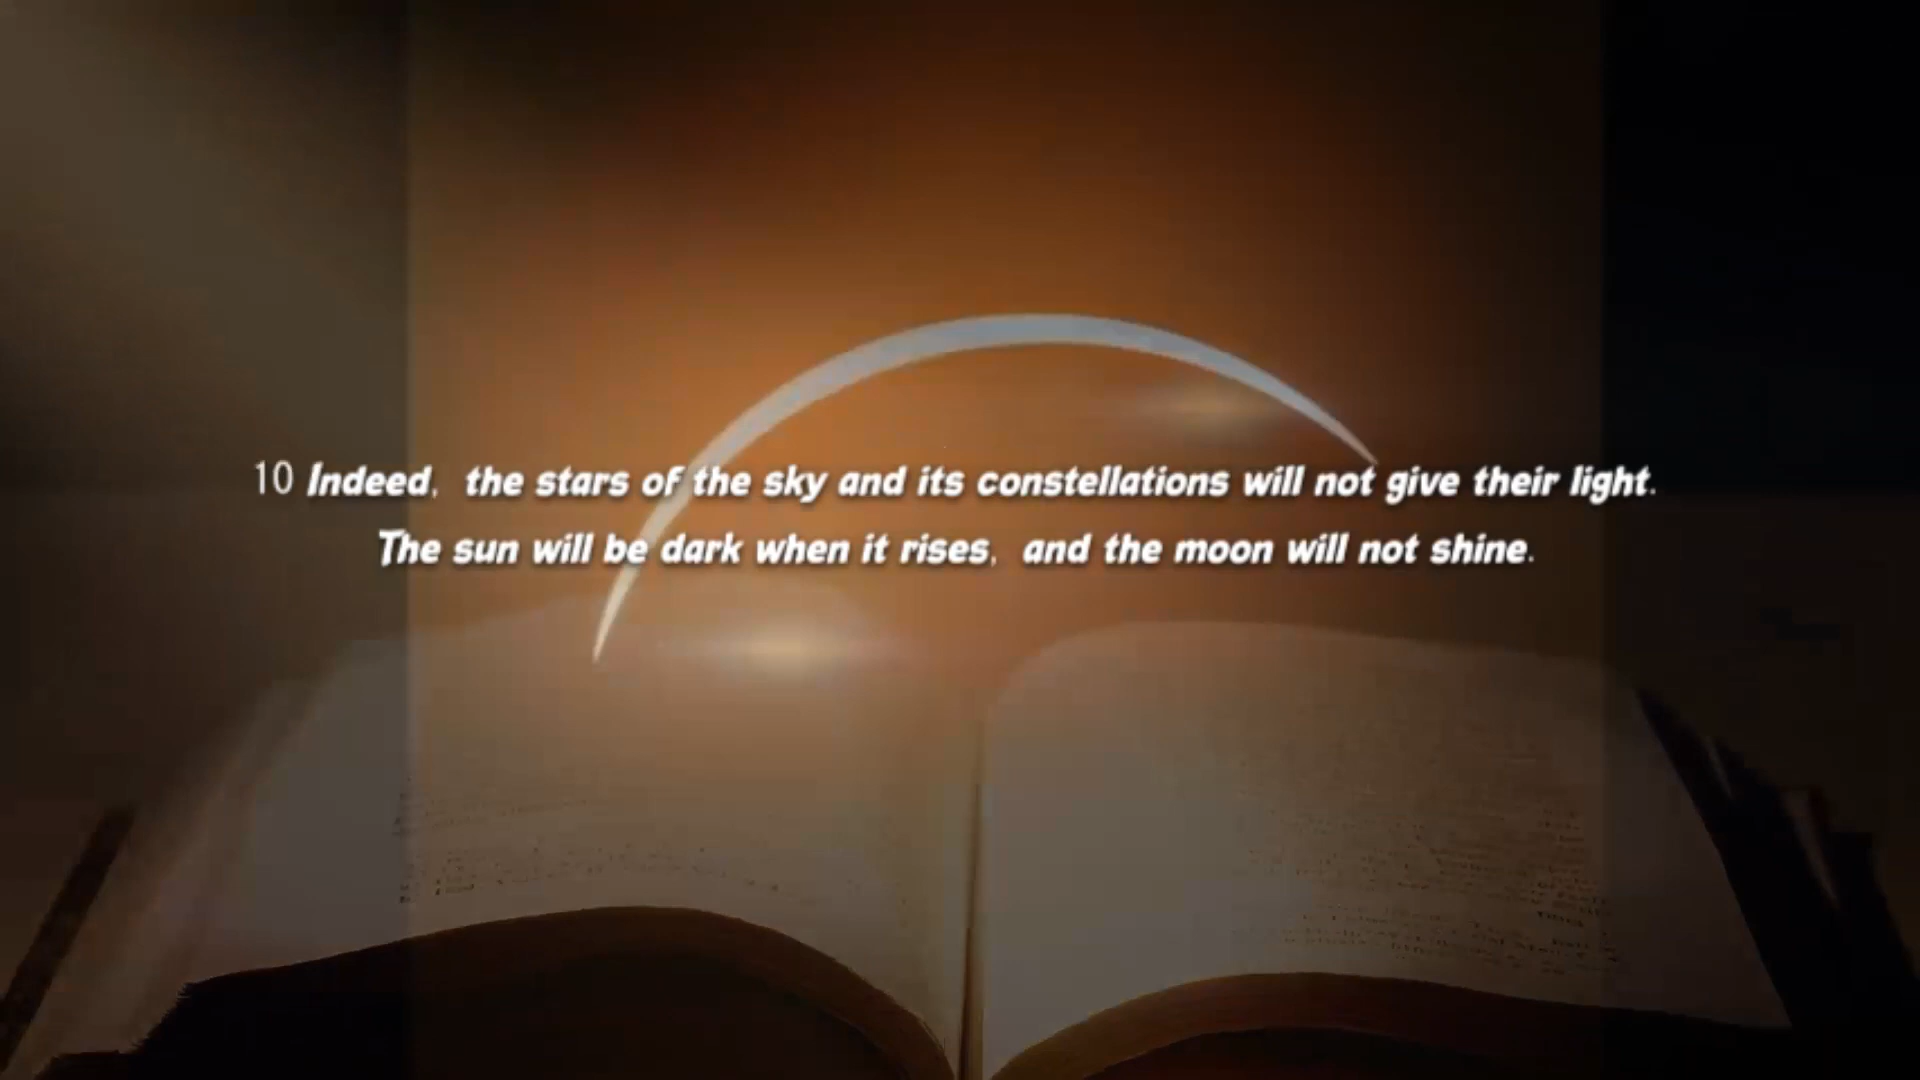 10 Indeed, the stars of the sky and its constellations will not give their light.
The sun will be dark when it rises, and the moon will not shine.